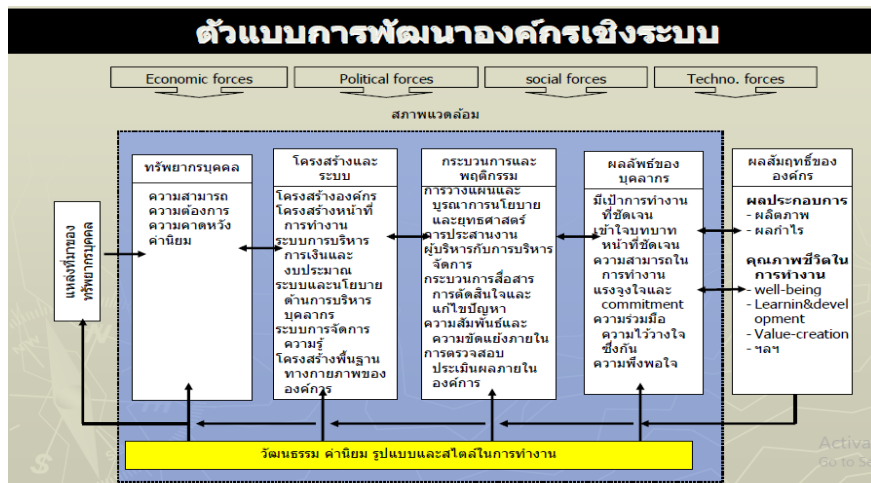 ตัวแบบการพัฒนาองค์กรเชิงระบบ
Economic forces
Political forces
social forces
Techno. forces
สภาพแวดล้อม
แหล่งที่มาของ
ทรัพยากรบุคคล
ทรัพยากรบุคคล
ความสามารถ
ความต้องการ
ความคาดหวัง
ค่านิยม
โครงสร้างและ
ระบบ
โครงสร้างองค์กร
โครงสร้างหน้าที่
การทำงาน
ระบบการบริหาร
การเงินและ
งบประมาณ
ระบบและนโยบาย
ด้านการบริหาร
บุคลากร
ระบบการจัดการ
ความรู้
โครงสร้างพื้นฐาน
ทางกายภาพของ
องค์การ
กระบวนการและ
พฤติกรรม
การวางแผนและ
บูรณาการนโยบาย
และยุทธศาสตร์
การประสานงาน
ผู้บริหารกับการบริหาร
จัดการ
กระบวนการสื่อสาร
การตัดสินใจและ
แก้ไขปัญหา
ความสัมพันธ์และ
ความขัดแย้งภายใน
การตรวจสอบ
ประเมินผลภายใน
องค์การ
ผลลัพธ์ของ
บุคลากร
มีเป้าการทำงาน
ที่ชัดเจน
เข้าใจบทบาท
หน้าที่ชัดเจน
ความสามารถใน
การทำงาน
แรงจูงใจและ
commitment
ความร่วมมือ
ความไว้วางใจ
ซึ่งกัน
ความพึงพอใจ
ผลสัมฤทธิ์ของ
องค์กร
ผลประกอบการ
- ผลิตภาพ
- ผลกำไร
คุณภาพชีวิตใน
การทำงาน
- well-being
- Learnin&devel
opment
- Value-creation
- ฯลฯ
วัฒนธรรม ค่านิยม รูปแบบและสไตล์ในการทำงาน
Activa
Go to Se